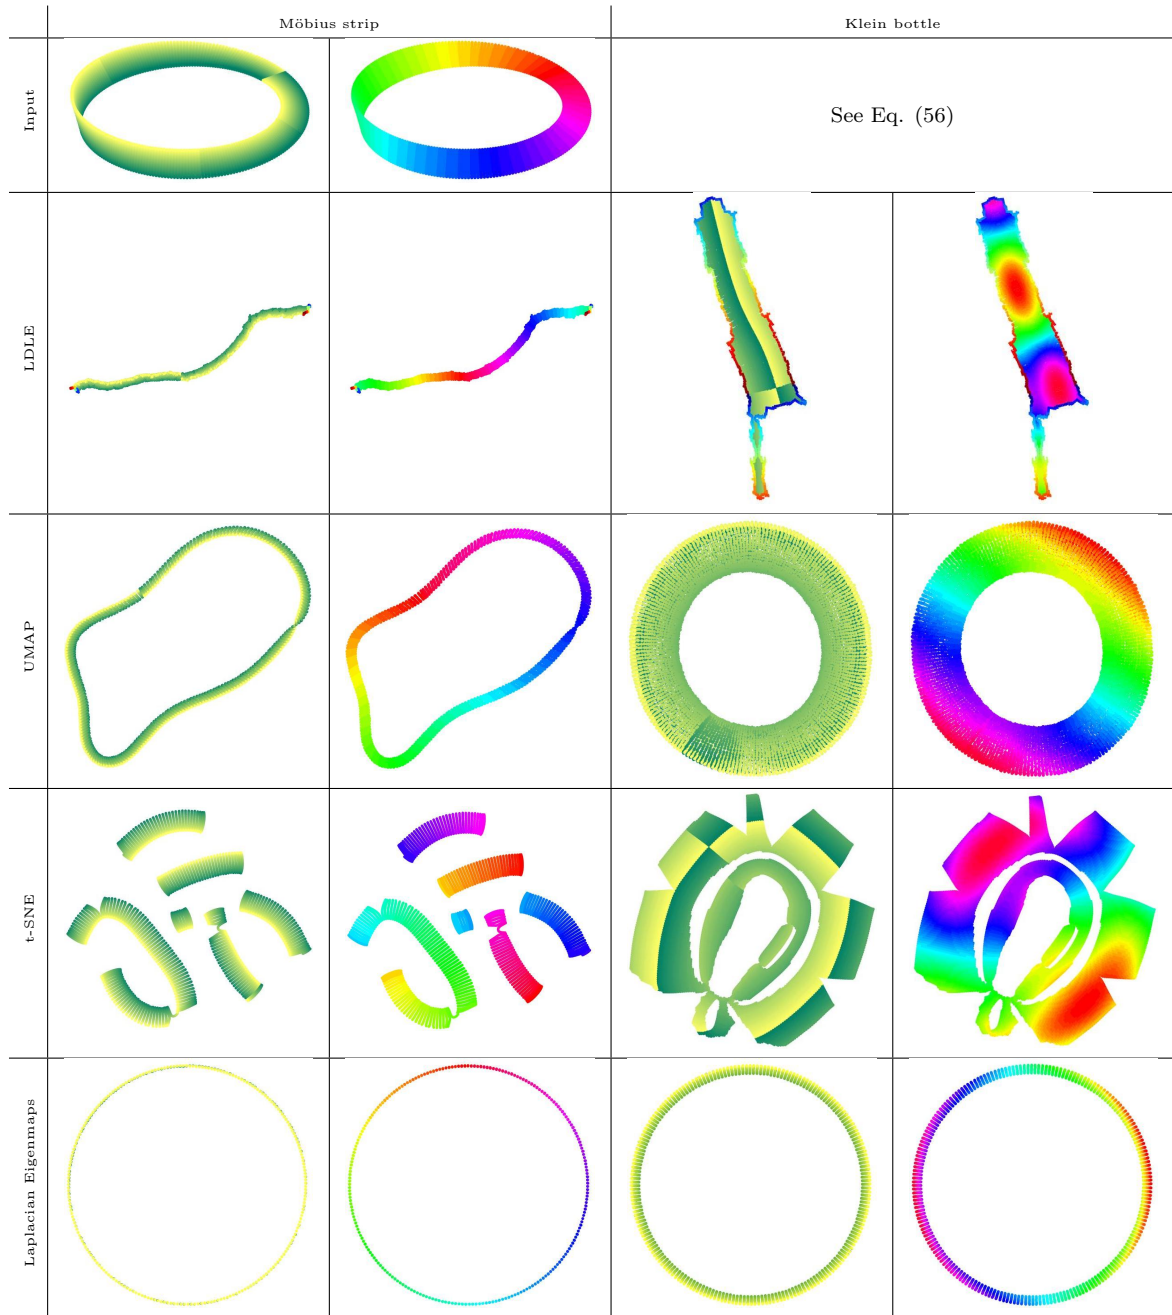 Möbius strip
Klein bottle
Input
See Eq. (56)
LDLE
UMAP
t-SNE
Laplacian Eigenmaps